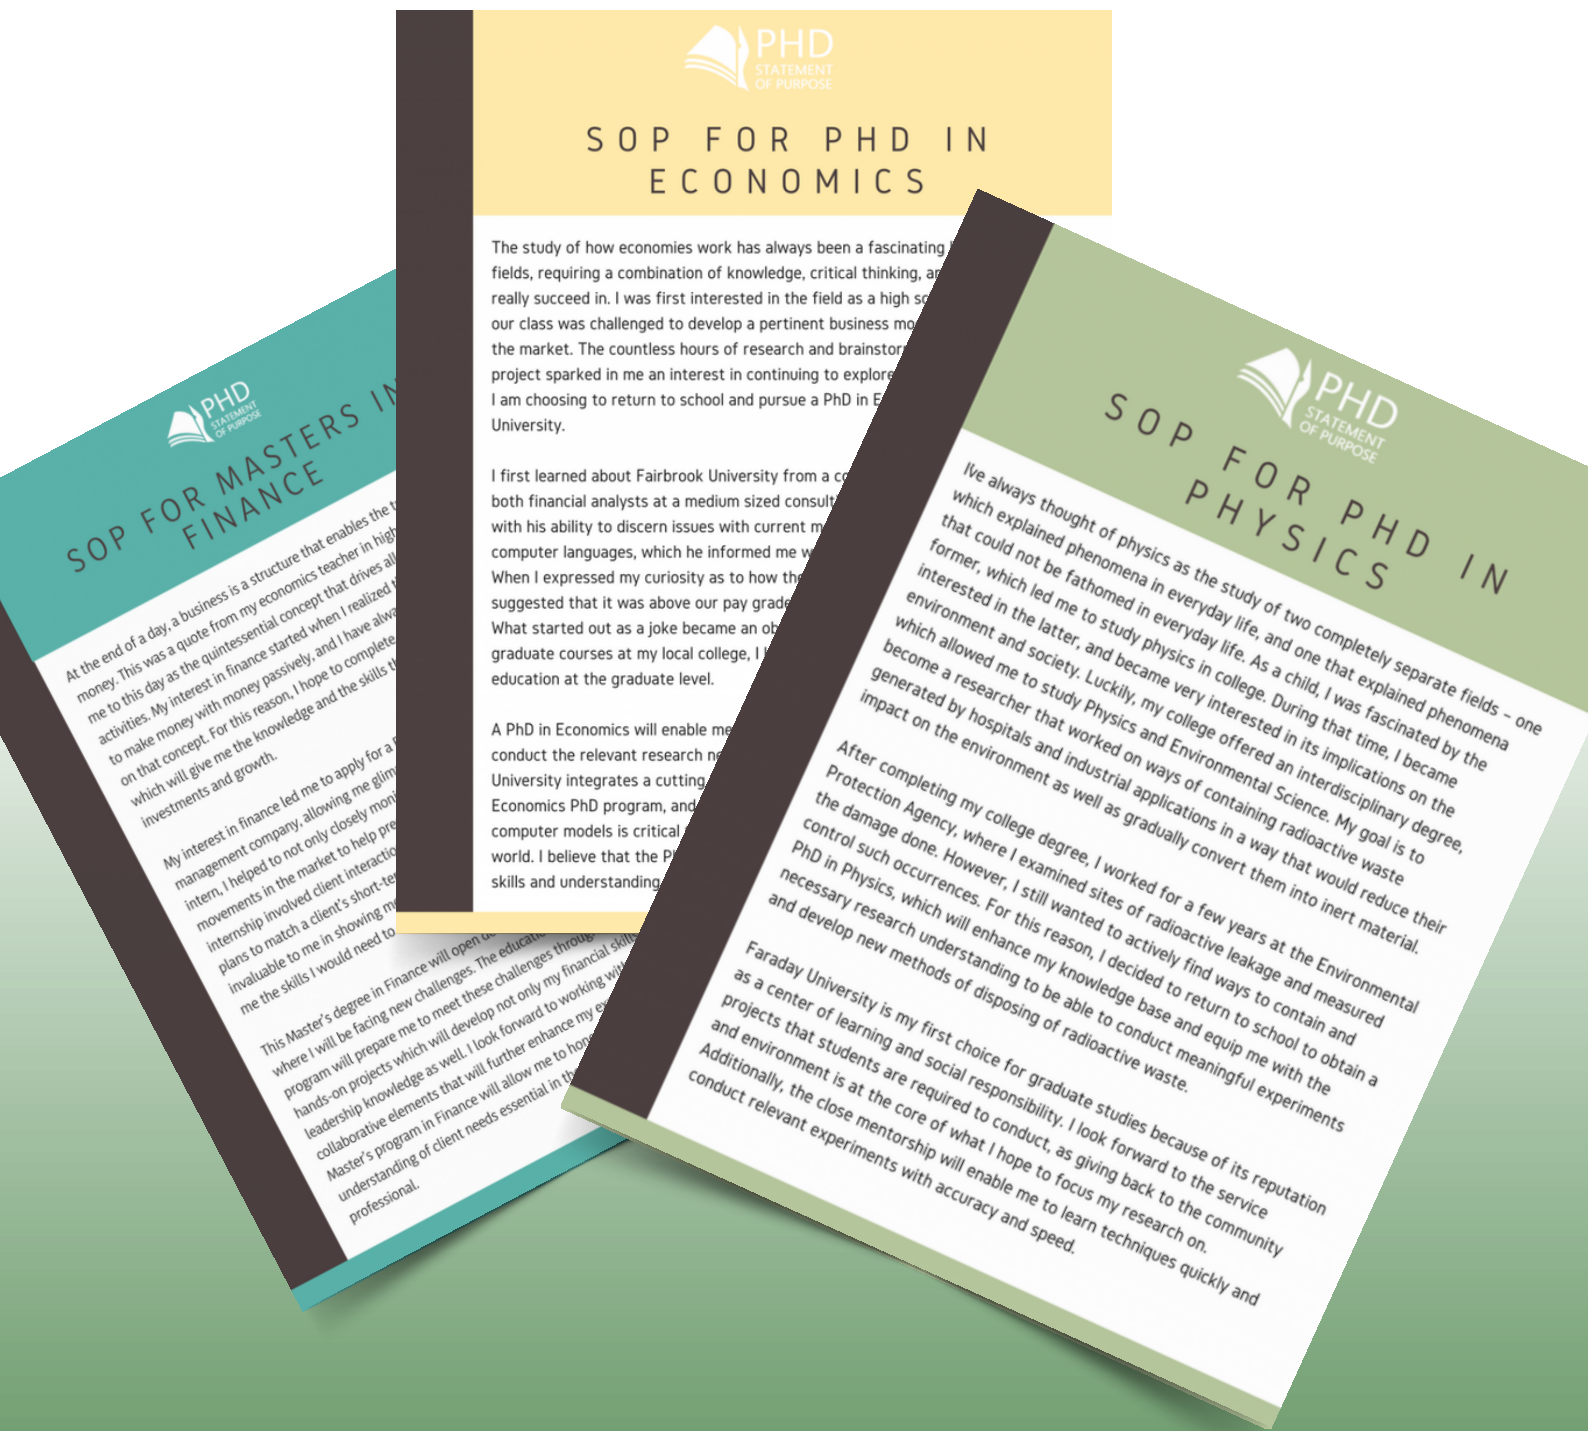 PHD
STATEMENT
OF PURPOSE
SOP FOR MASTERS IN
FINANCE
At the end of a day, a business is a structure that enables the
money. This was a quote from my economics teacher in high
me to this day as the quintessential concept that drives all
activities. My interest in finance started when I realized
to make money with money passively, and I have
on that concept. For this reason, I hope to complete
which will give me the knowledge and the skills
investments and growth.
My interest in finance led me to apply for a
management company, allowing me
intern, I helped to not only closely
movements in the market to help
internship involved client
plans to match a client's
invaluable to me in showing
me the skills I would need to
This Master's degree in Finance will open
where I will be facing new challenges. The
program will prepare me to meet these challenges
hands-on projects which will develop not only my financial skills
leadership knowledge as well. I look forward to working
collaborative elements that will further enhance my
Master's program in Finance will allow me to
understanding of client needs essential in
professional.
PHD
STATEMENT
OF PURPOSE
SOP FOR PHD IN
ECONOMICS
The study of how economies work has always been a fascinating
fields, requiring a combination of knowledge, critical thinking,
really succeed in. I was first interested in the field as a high
our class was challenged to develop a pertinent business
the market. The countless hours of research and
project sparked in me an interest in continuing to explore
I am choosing to return to school and pursue a PhD in
University.
I first learned about Fairbrook University from a
both financial analysts at a medium sized
with his ability to discern issues with current
computer languages, which he informed me
When I expressed my curiosity as to how
suggested that it was above our pay
What started out as a joke became an
graduate courses at my local college, I
education at the graduate level.
A PhD in Economics will enable me
conduct the relevant research
University integrates a cutting
Economics PhD program, and
computer models is critical
world. I believe that the
skills and understanding
PHD
STATEMENT
OF PURPOSE
SOP FOR PHD IN
PHYSICS
Ive always thought of physics as the study of two completely separate fields – one
which explained phenomena in everyday life, and one that explained phenomena
that could not be fathomed in everyday life. As a child, I was fascinated by the
former, which led me to study physics in college. During that time, I became
interested in the latter, and became very interested in its implications on the
environment and society. Luckily, my college offered an interdisciplinary degree,
which allowed me to study Physics and Environmental Science. My goal is to
become a researcher that worked on ways of containing radioactive waste
generated by hospitals and industrial applications in a way that would reduce their
impact on the environment as well as gradually convert them into inert material.
After completing my college degree, I worked for a few years at the Environmental
Protection Agency, where I examined sites of radioactive leakage and measured
the damage done. However, I still wanted to actively find ways to contain and
control such occurrences. For this reason, I decided to return to school to obtain a
PhD in Physics, which will enhance my knowledge base and equip me with the
necessary research understanding to be able to conduct meaningful experiments
and develop new methods of disposing of radioactive waste.
Faraday University is my first choice for graduate studies because of its reputation
as a center of learning and social responsibility. I look forward to the service
projects that students are required to conduct, as giving back to the community
and environment is at the core of what I hope to focus my research on.
Additionally, the close mentorship will enable me to learn techniques quickly and
conduct relevant experiments with accuracy and speed.